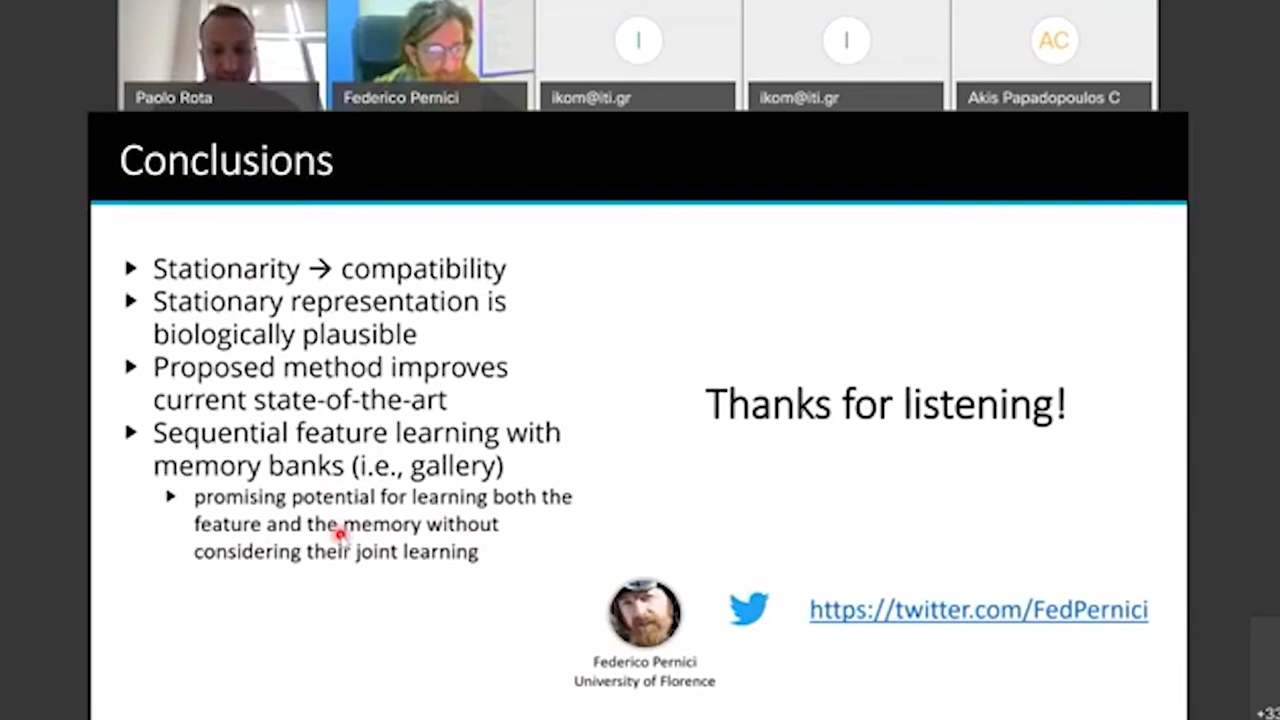 I
I
AC
Paolo Rota
Federico Pernici
ikom@iti.gr
ikom@iti.gr
Akis Papadopoulos C
Conclusions
Stationarity → compatibility
Stationary representation is
biologically plausible
Proposed method improves
current state-of-the-art
Sequential feature learning with
memory banks (i.e., gallery)
promising potential for learning both the
feature and the memory without
considering their joint learning
Thanks for listening!
https://twitter.com/FedPernici
Federico Pernici
University of Florence